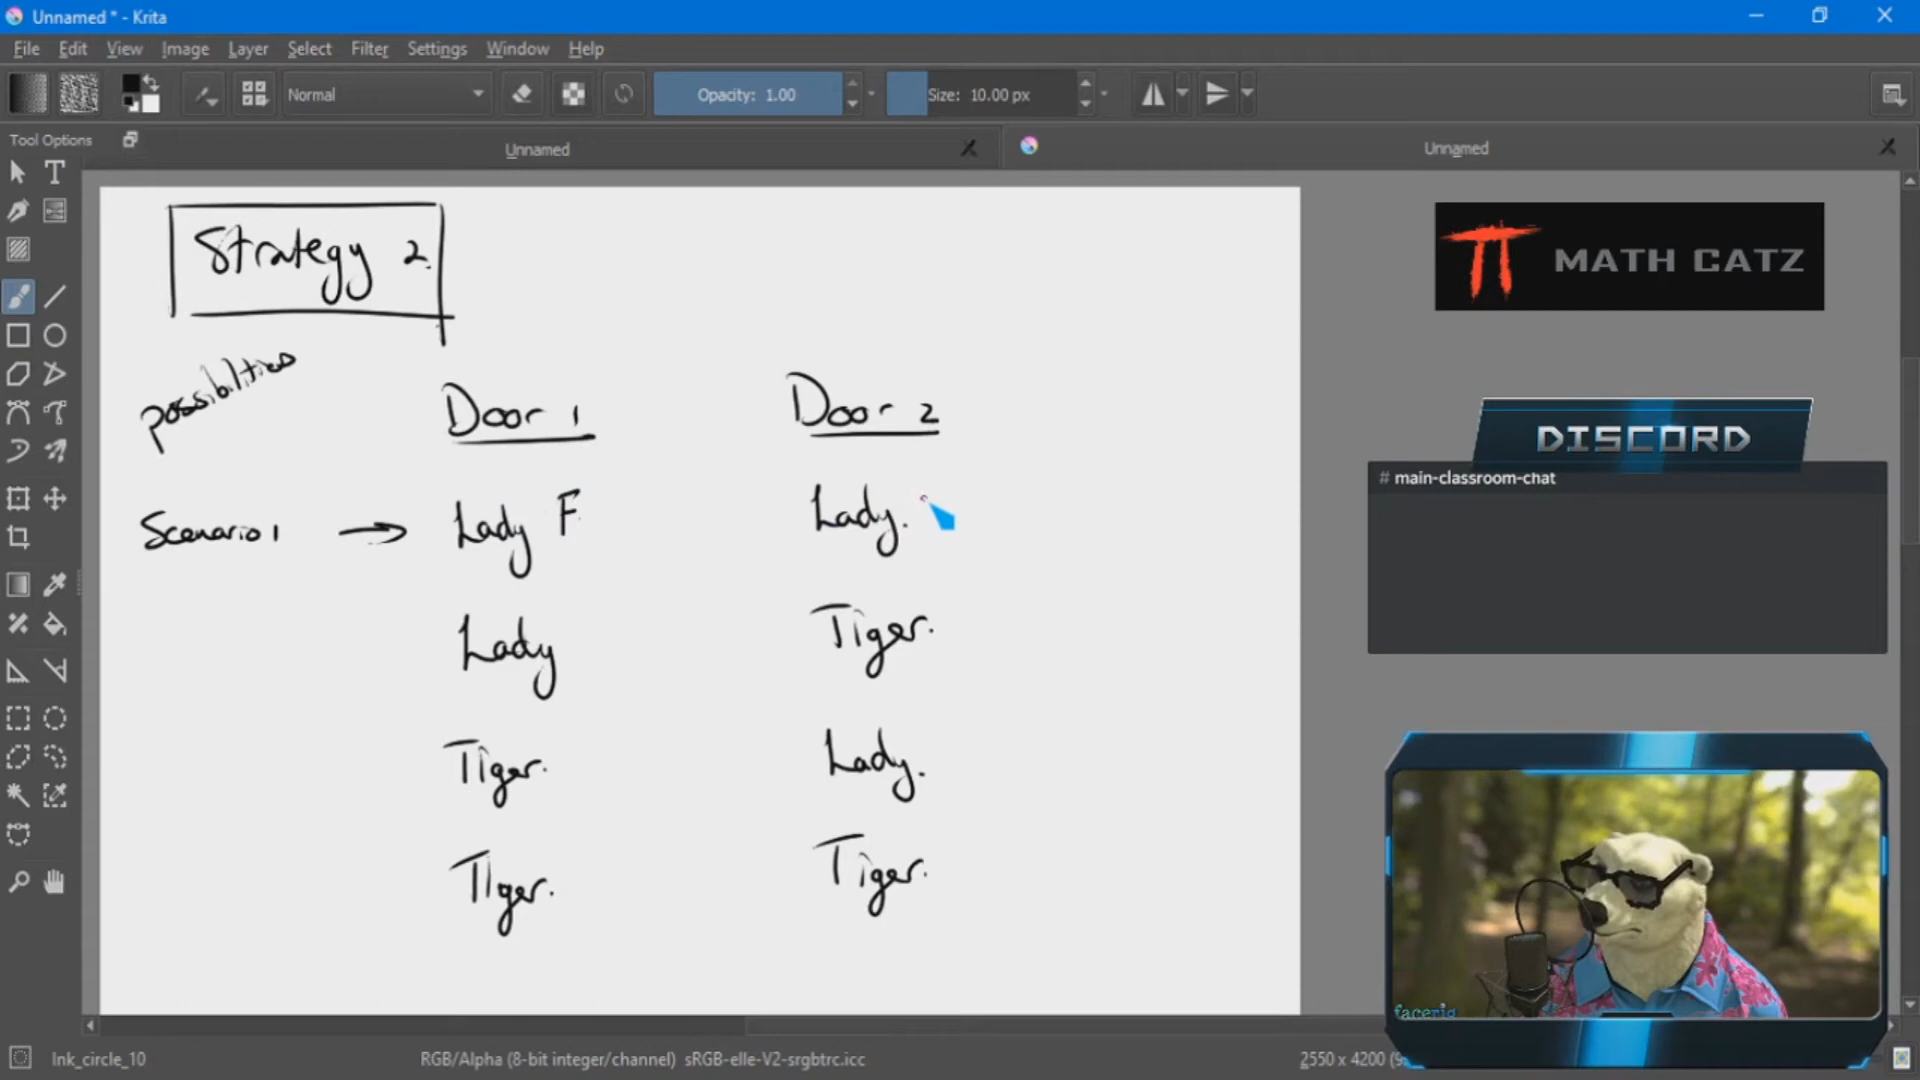 Unnamed * - Krita
File Edit View Image Layer Select Filter Settings Window Help
Normal Opacity: 1.00 Size: 10.00 px
Tool Options
Unnamed Unnamed
Strategy 2.
possibilities
Door 1 Door 2
Scenario 1 → Lady F Lady.
Lady Tiger.
Tiger. Lady.
Tiger. Tiger.
MATH CATZ
DISCORD
# main-classroom-chat
facerig
Ink_circle_10 RGB/Alpha (8-bit integer/channel) sRGB-elle-V2-srgbtrc.icc 2550 x 4200